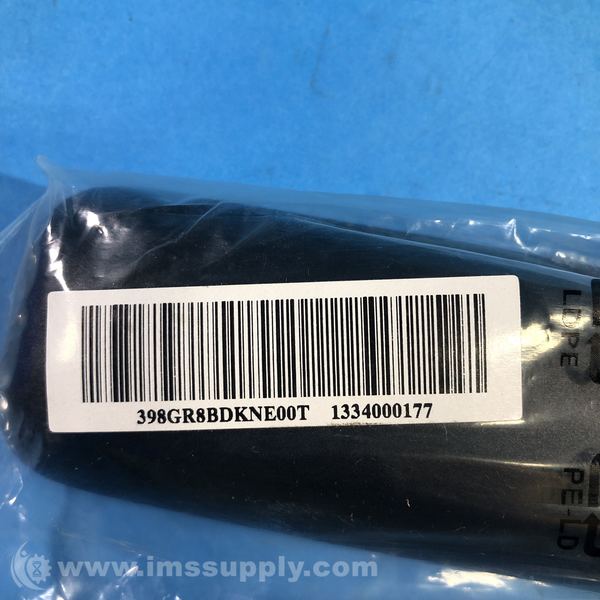 398GR8BDKNE00T 1334000177
LDPE
PE-LD
www.imssupply.com